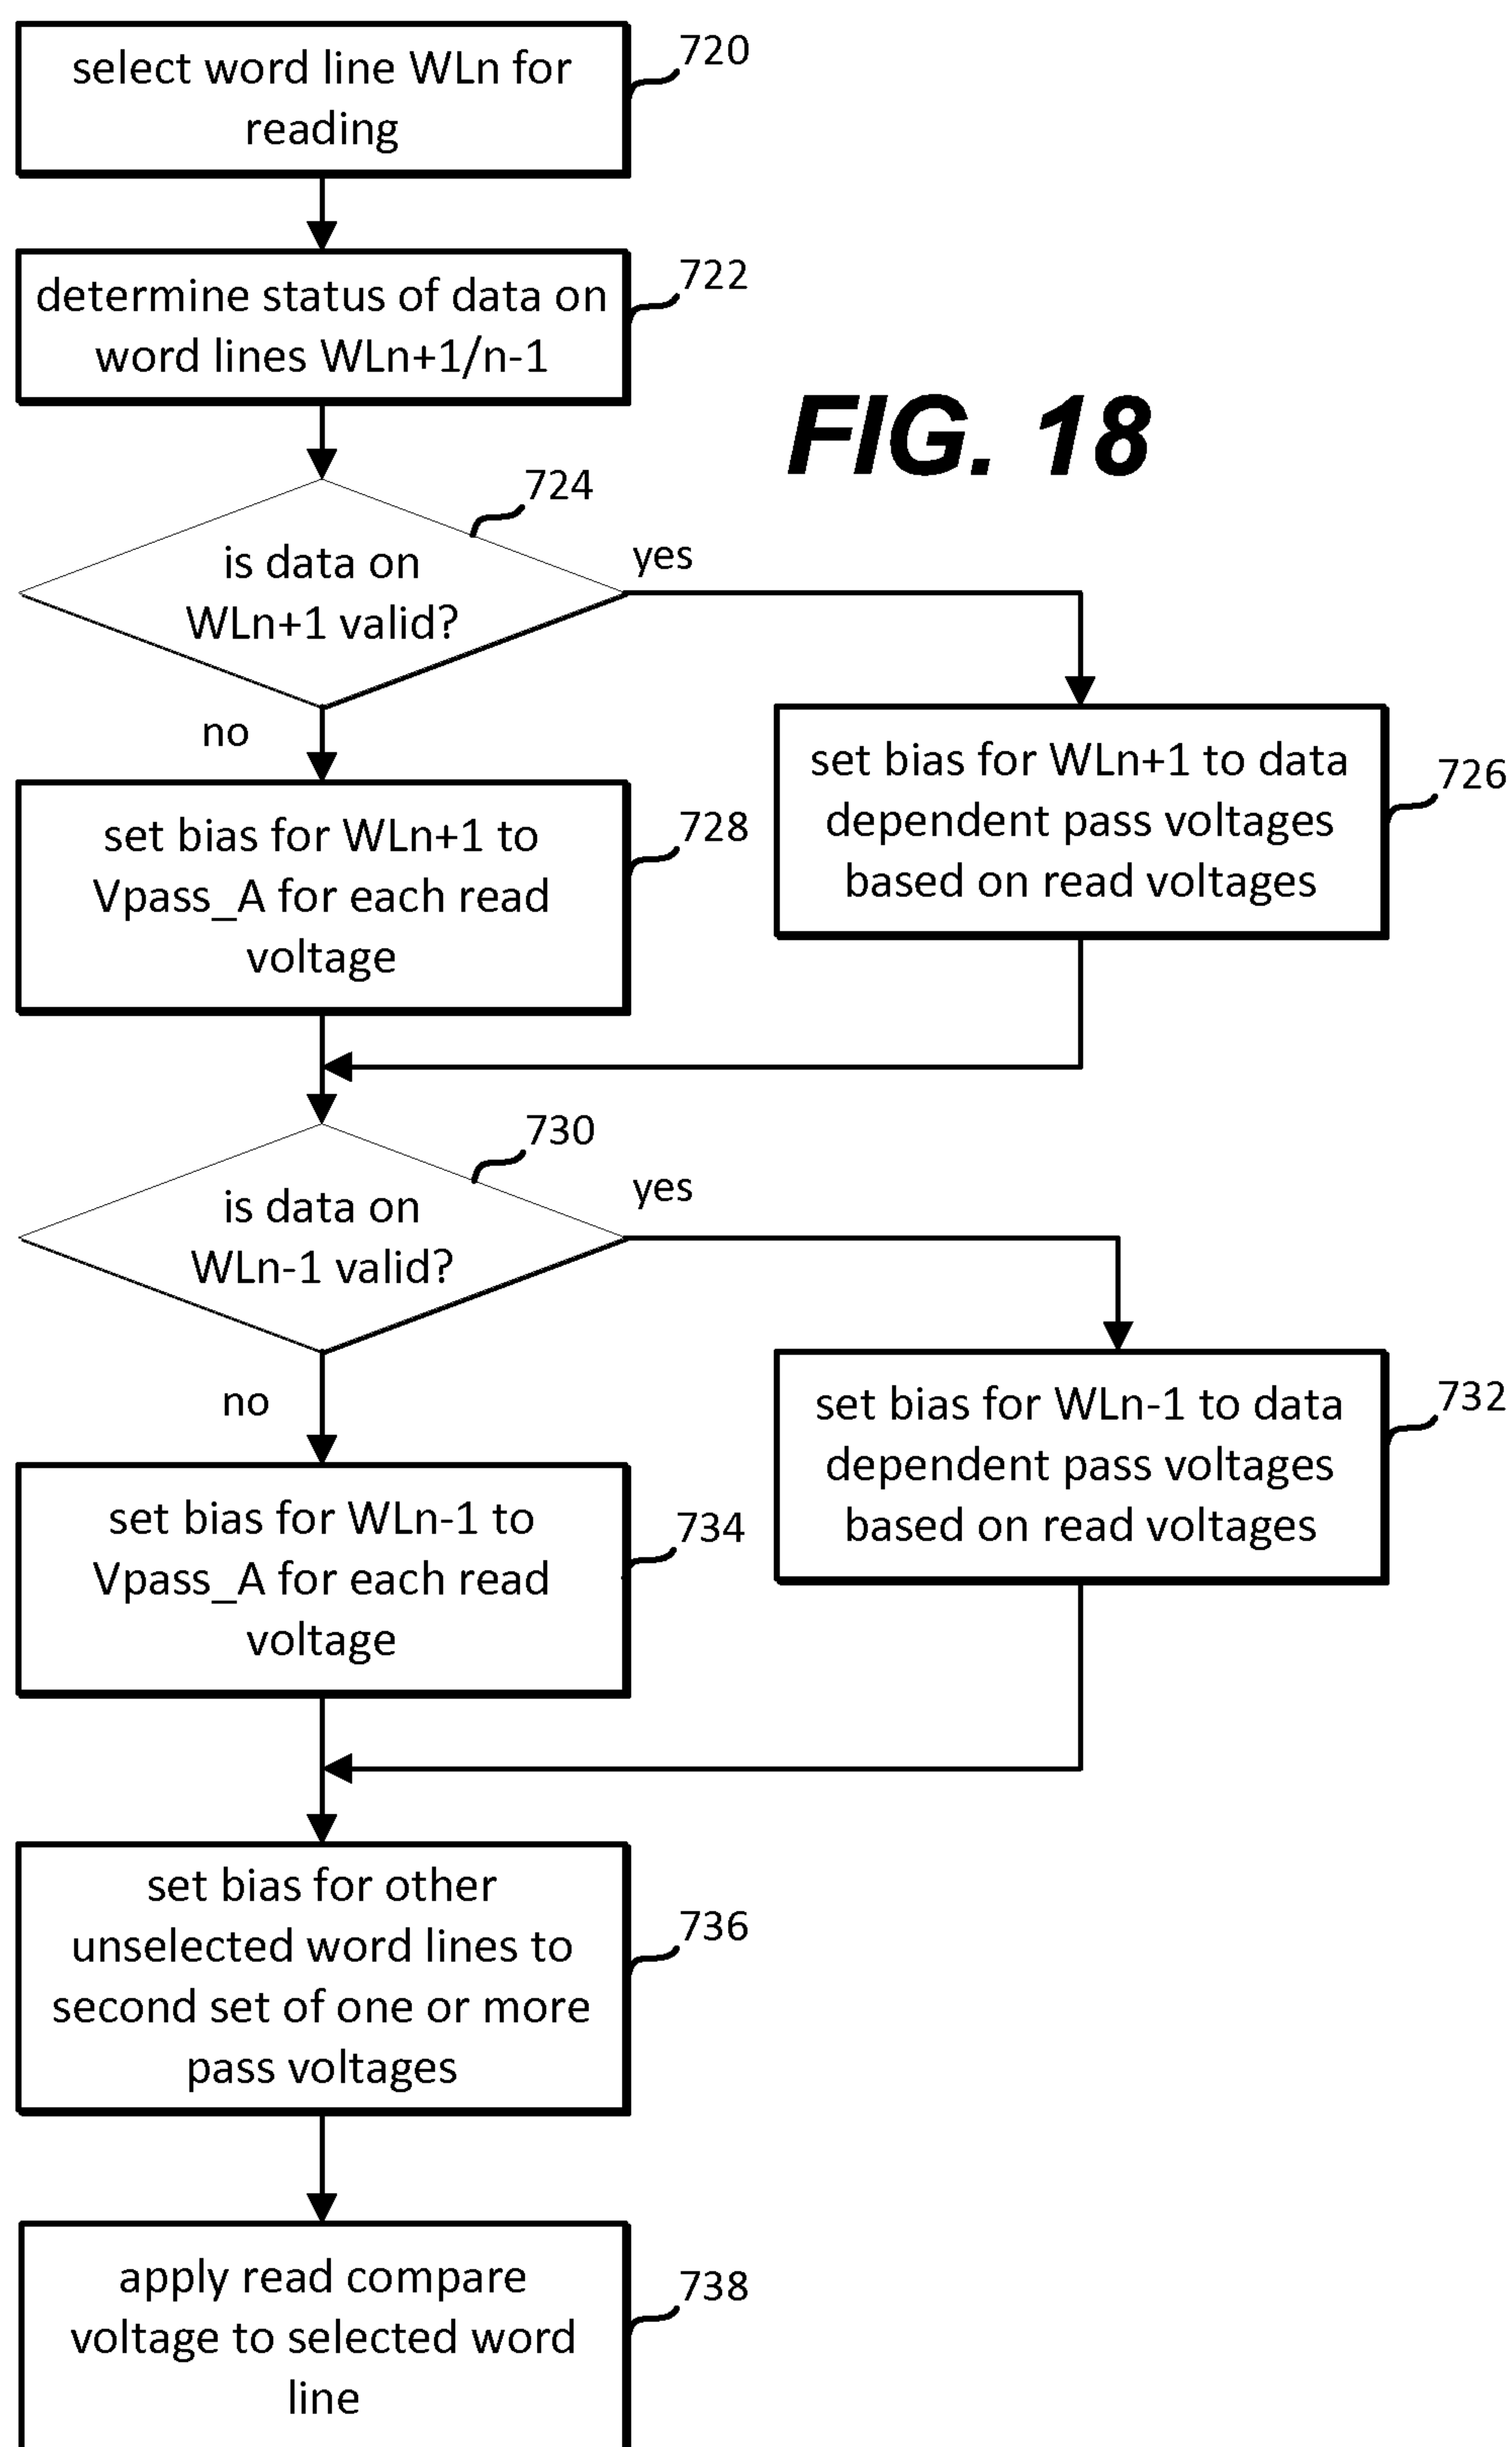 select word line WLn for
reading
720
determine status of data on
word lines WLn+1/n-1
722
FIG. 18
724
is data on
WLn+1 valid?
yes
no
set bias for WLn+1 to data
dependent pass voltages
based on read voltages
726
set bias for WLn+1 to
Vpass_A for each read
voltage
728
730
is data on
WLn-1 valid?
yes
no
set bias for WLn-1 to data
dependent pass voltages
based on read voltages
732
set bias for WLn-1 to
Vpass_A for each read
voltage
734
set bias for other
unselected word lines to
second set of one or more
pass voltages
736
apply read compare
voltage to selected word
line
738